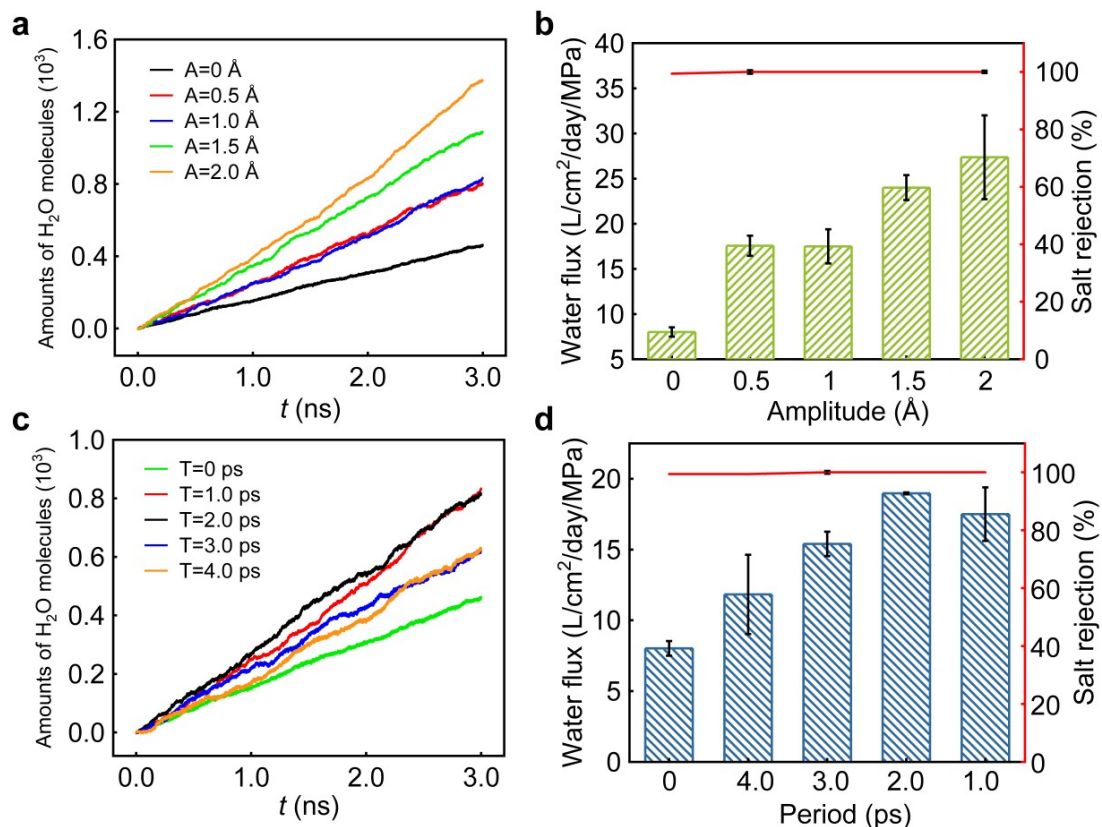 a
1.6
1.2
0.8
0.4
0.0
Amounts of H₂O molecules (10³)
A=0 Å
A=0.5 Å
A=1.0 Å
A=1.5 Å
A=2.0 Å
0.0 1.0 2.0 3.0
t (ns)
b
40
35
30
25
20
15
10
5
Water flux (L/cm²/day/MPa)
100
80
60
40
20
0
Salt rejection (%)
0 0.5 1 1.5 2
Amplitude (Å)
c
1.0
0.8
0.6
0.4
0.2
0.0
Amounts of H₂O molecules (10³)
T=0 ps
T=1.0 ps
T=2.0 ps
T=3.0 ps
T=4.0 ps
0.0 1.0 2.0 3.0
t (ns)
d
20
15
10
5
0
Water flux (L/cm²/day/MPa)
100
80
60
40
20
0
Salt rejection (%)
0 4.0 3.0 2.0 1.0
Period (ps)